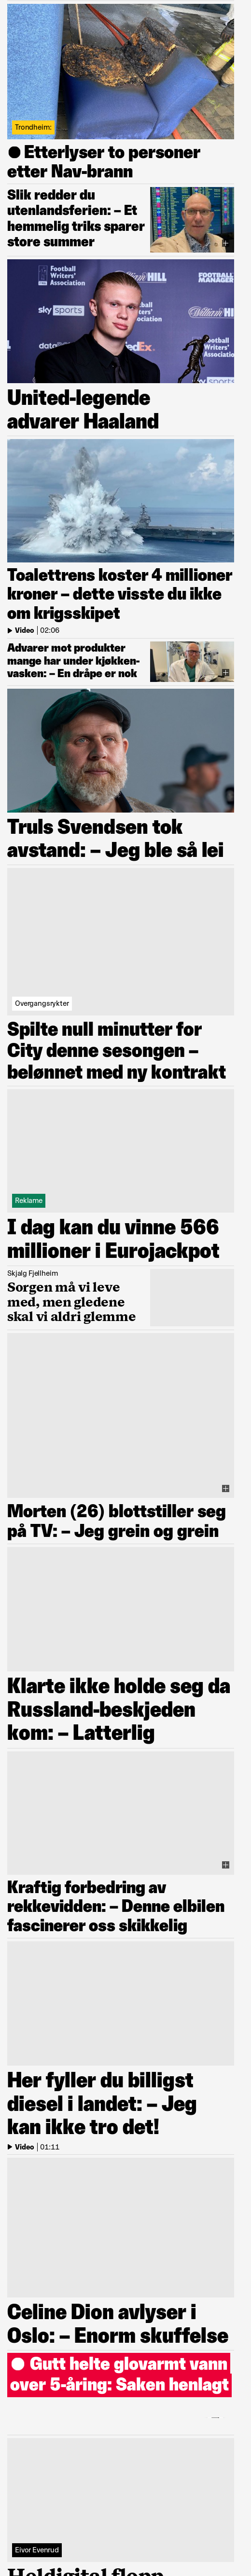 Trondheim:
Etterlyser to personer
etter Nav-brann
Slik redder du
utenlandsferien: – Et
hemmelig triks sparer
store summer
Football
Writers'
Association
sky sports
FedEx
FOOTBALL
MANAGER
William HILL
Football
Writers'
Association
sky sports
United-legende
advarer Haaland
Toalettrens koster 4 millioner
kroner – dette visste du ikke
om krigsskipet
Video | 02:06
Advarer mot produkter
mange har under kjøkken-
vasken: – En dråpe er nok
Truls Svendsen tok
avstand: – Jeg ble så lei
Overgangsrykter
Spilte null minutter for
City denne sesongen –
belønnet med ny kontrakt
Reklame
I dag kan du vinne 566
millioner i Eurojackpot
Skjalg Fjellheim
Sorgen må vi leve
med, men gledene
skal vi aldri glemme
Morten (26) blottstiller seg
på TV: – Jeg grein og grein
Klarte ikke holde seg da
Russland-beskjeden
kom: – Latterlig
Kraftig forbedring av
rekkevidden: – Denne elbilen
fascinerer oss skikkelig
Her fyller du billigst
diesel i landet: – Jeg
kan ikke tro det!
Video | 01:11
Celine Dion avlyser i
Oslo: – Enorm skuffelse
Gutt helte glovarmt vann
over 5-åring: Saken henlagt
Eivor Evenrud
Heldigital flopp